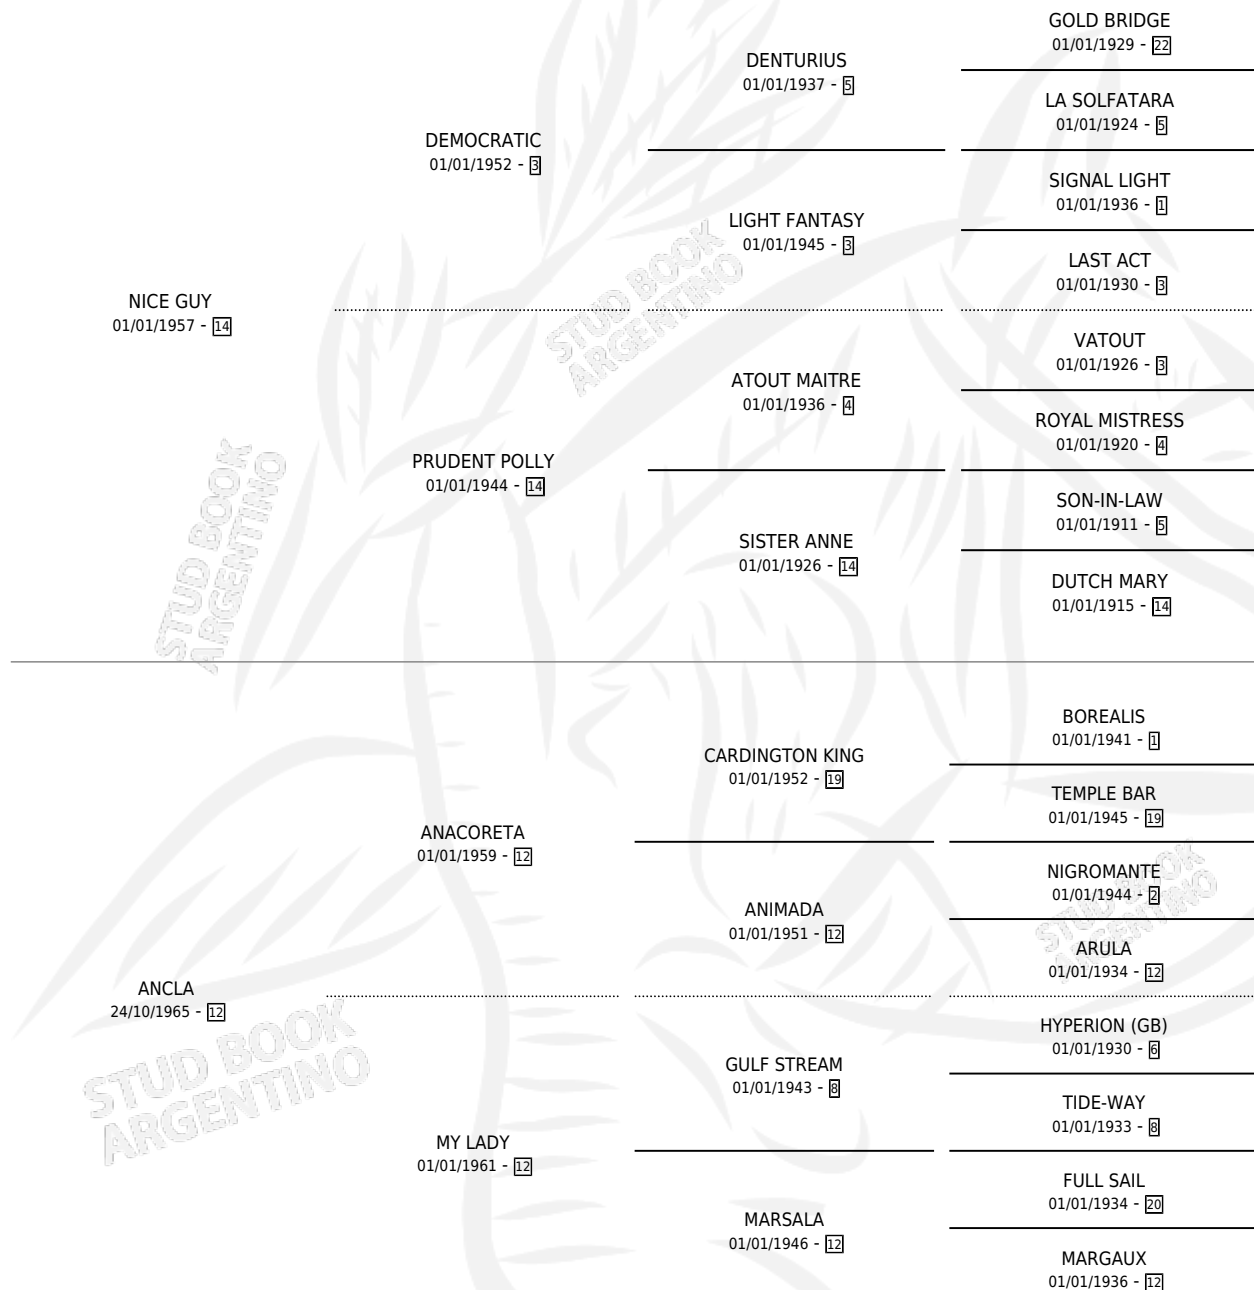 GOLD BRIDGE
01/01/1929 - 22
DENTURIUS
01/01/1937 - 5
LA SOLFATARA
01/01/1924 - 5
DEMOCRATIC
01/01/1952 - 3
SIGNAL LIGHT
01/01/1936 - 1
LIGHT FANTASY
01/01/1945 - 3
LAST ACT
01/01/1930 - 3
NICE GUY
01/01/1957 - 14
VATOUT
01/01/1926 - 3
ATOUT MAITRE
01/01/1936 - 4
ROYAL MISTRESS
01/01/1920 - 4
PRUDENT POLLY
01/01/1944 - 14
SON-IN-LAW
01/01/1911 - 5
SISTER ANNE
01/01/1926 - 14
DUTCH MARY
01/01/1915 - 14
BOREALIS
01/01/1941 - 1
CARDINGTON KING
01/01/1952 - 19
TEMPLE BAR
01/01/1945 - 19
ANACORETA
01/01/1959 - 12
NIGROMANTE
01/01/1944 - 2
ANIMADA
01/01/1951 - 12
ARULA
01/01/1934 - 12
ANCLA
24/10/1965 - 12
HYPERION (GB)
01/01/1930 - 6
GULF STREAM
01/01/1943 - 8
TIDE-WAY
01/01/1933 - 8
MY LADY
01/01/1961 - 12
FULL SAIL
01/01/1934 - 20
MARSALA
01/01/1946 - 12
MARGAUX
01/01/1936 - 12
STUD BOOK
ARGENTINO
STUD BOOK
ARGENTINO
STUD BOOK
ARGENTINO
STUD BOOK
ARGENTINO